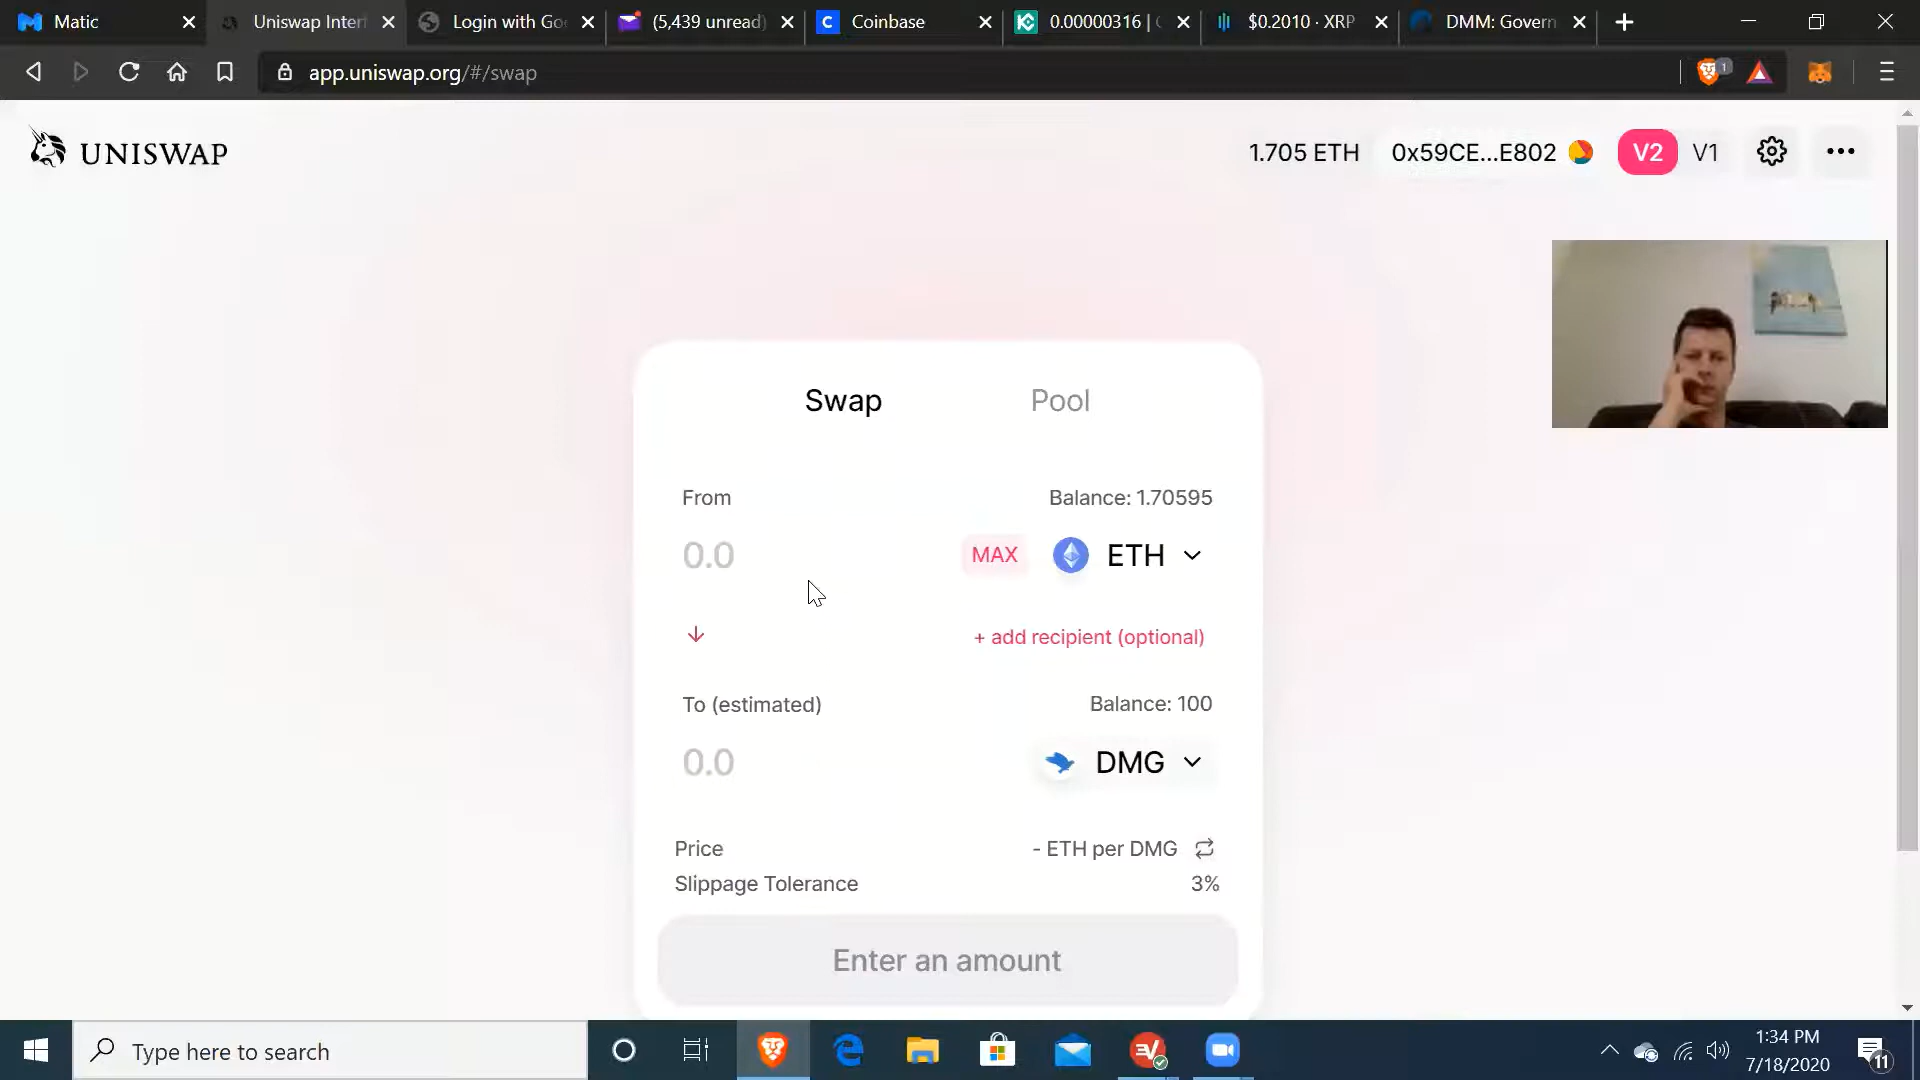 Matic
Uniswap Inter
Login with Go
(5,439 unread)
Coinbase
0.00000316 |
$0.2010 · XRP
DMM: Govern
app.uniswap.org/#/swap
1
UNISWAP
1.705 ETH
0x59CE...E802
V2
V1
Swap
Pool
From
Balance: 1.70595
0.0
MAX
ETH
+ add recipient (optional)
To (estimated)
Balance: 100
0.0
DMG
Price
- ETH per DMG
Slippage Tolerance
3%
Enter an amount
Type here to search
1:34 PM
7/18/2020
11